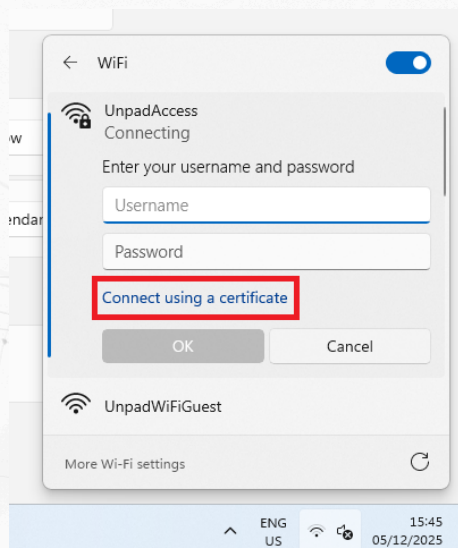 WiFi
UnpadAccess
Connecting
Enter your username and password
Username
Password
Connect using a certificate
OK
Cancel
UnpadWiFiGuest
More Wi-Fi settings
ENG
US
15:45
05/12/2025